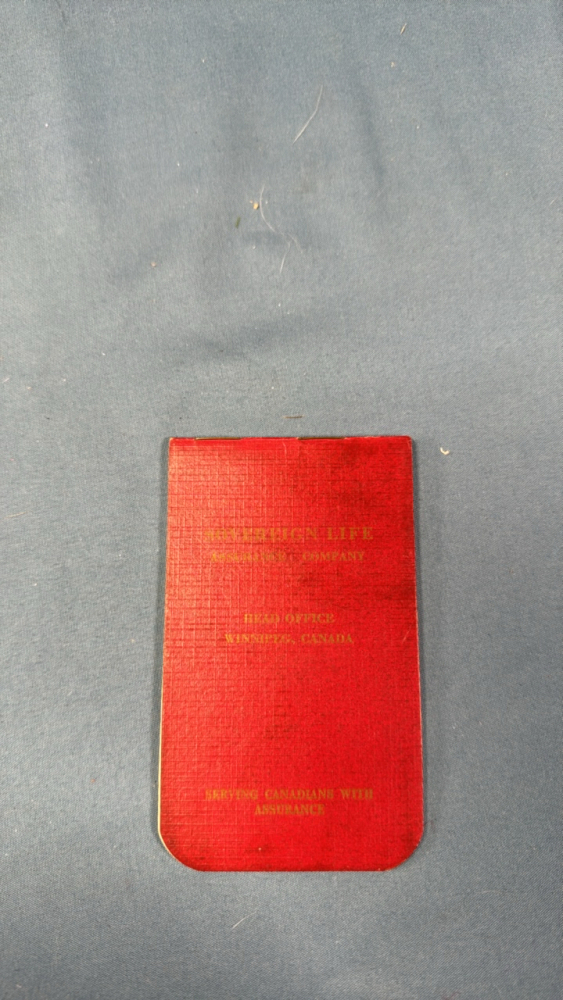 SOVEREIGN LIFE
ASSURANCE COMPANY
HEAD OFFICE
WINNIPEG, CANADA
SERVING CANADIANS WITH
ASSURANCE